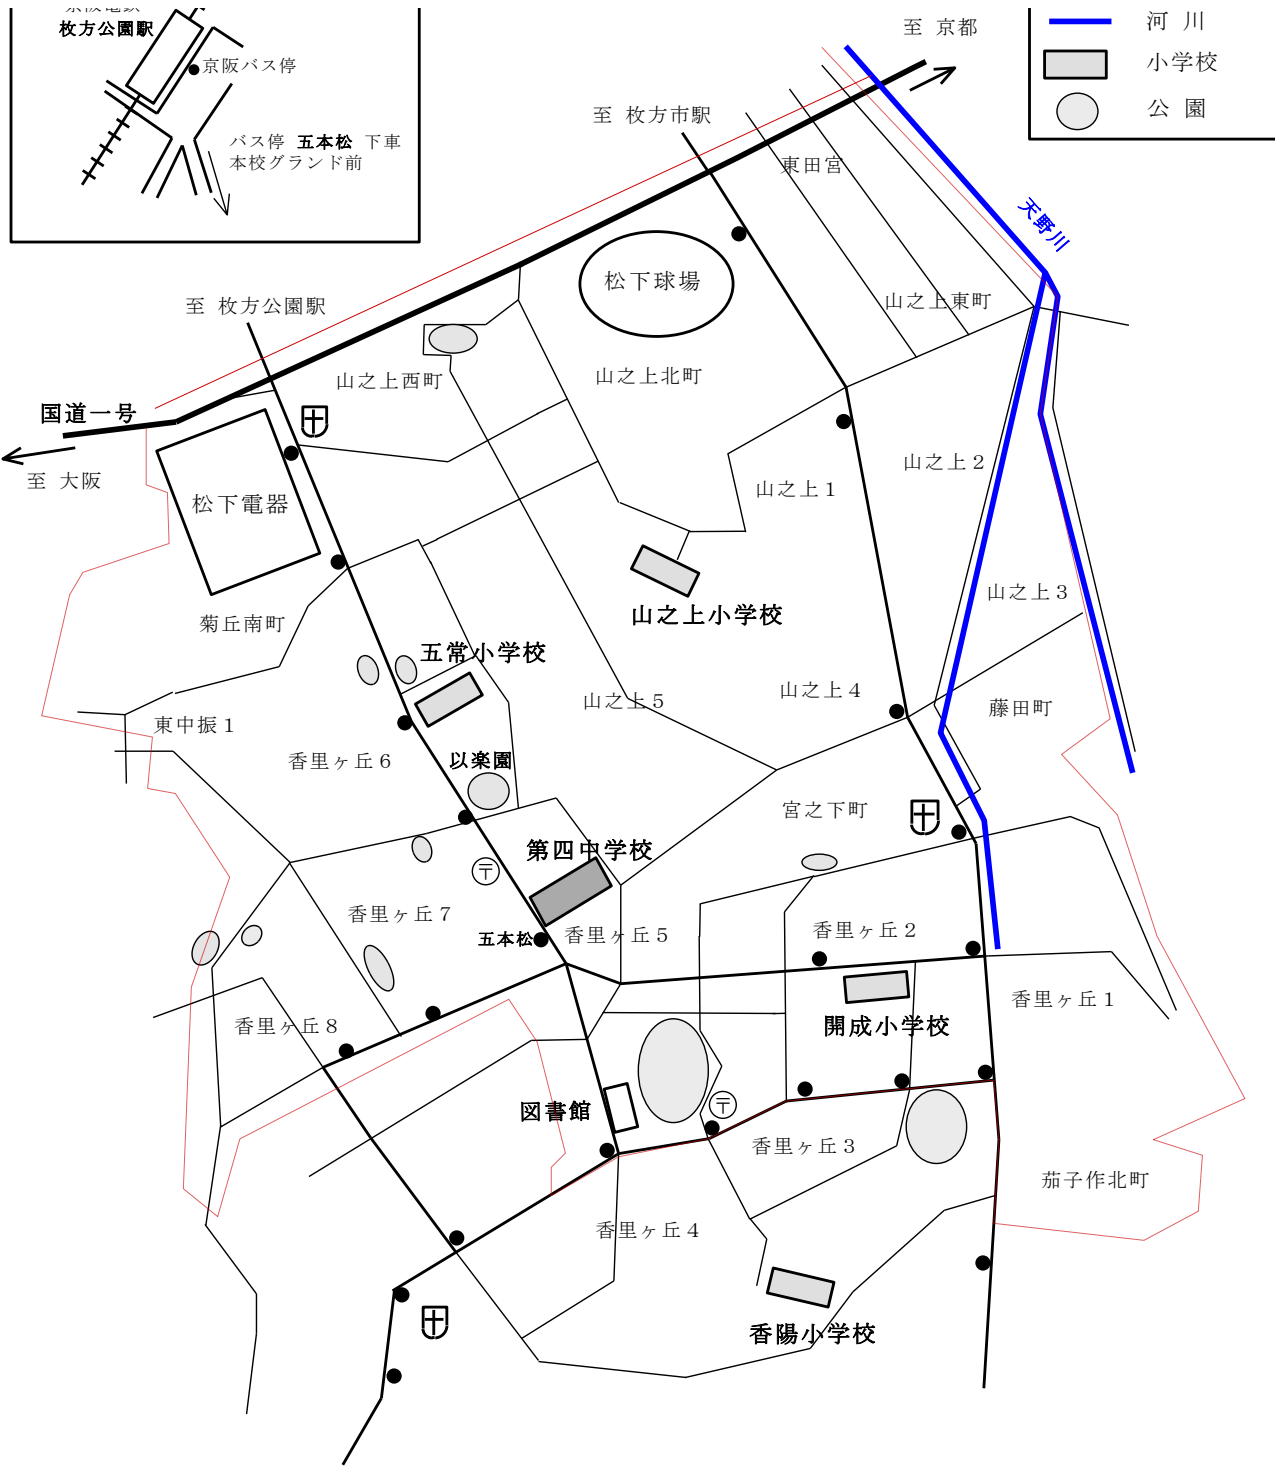 枚方公園駅
京阪バス停
バス停 五本松 下車
本校グランド前
至 京都
河 川
小学校
公 園
至 枚方市駅
東田宮
天野川
松下球場
至 枚方公園駅
山之上東町
山之上西町
山之上北町
国道一号
至 大阪
山之上2
山之上1
松下電器
山之上3
山之上小学校
菊丘南町
五常小学校
山之上5
山之上4
藤田町
東中振1
香里ヶ丘6
以楽園
宮之下町
第四中学校
〒
香里ヶ丘7
五本松
香里ヶ丘5
香里ヶ丘2
香里ヶ丘1
香里ヶ丘8
開成小学校
図書館
〒
香里ヶ丘3
茄子作北町
香里ヶ丘4
香陽小学校